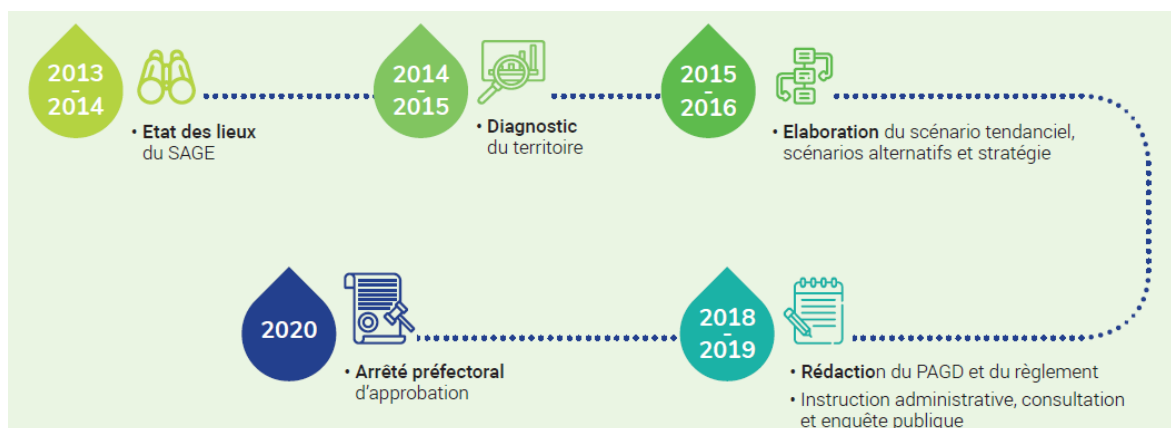 2013
-
2014
• Etat des lieux
du SAGE
2014
-
2015
• Diagnostic
du territoire
2015
-
2016
• Elaboration du scénario tendanciel,
scénarios alternatifs et stratégie
2020
• Arrêté préfectoral
d'approbation
2018
-
2019
• Rédaction du PAGD et du règlement
• Instruction administrative, consultation
et enquête publique